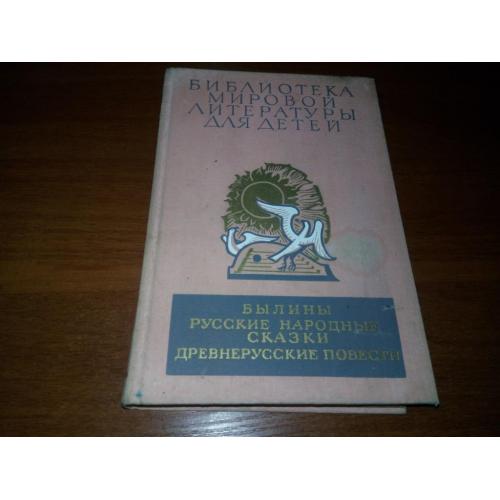 БИБЛИОТЕКА
МИРОВОЙ
ЛИТЕРАТУРЫ
ДЛЯ ДЕТЕЙ
БЫЛИНЫ
РУССКИЕ НАРОДНЫЕ
СКАЗКИ
ДРЕВНЕРУССКИЕ ПОВЕСТИ